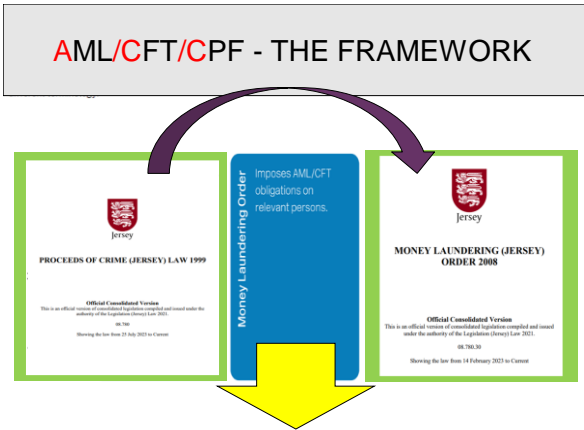 AML/CFT/CPF - THE FRAMEWORK
Jersey
PROCEEDS OF CRIME (JERSEY) LAW 1999
Official Consolidated Version
This is an official version of consolidated legislation compiled and issued under the
authority of the Legislation (Jersey) Law 2021.
08.780
Showing the law from 25 July 2023 to Current
Money Laundering Order
Imposes AML/CFT
obligations on
relevant persons.
Jersey
MONEY LAUNDERING (JERSEY)
ORDER 2008
Official Consolidated Version
This is an official version of consolidated legislation compiled and issued
under the authority of the Legislation (Jersey) Law 2021.
08.780.30
Showing the law from 14 February 2023 to Current